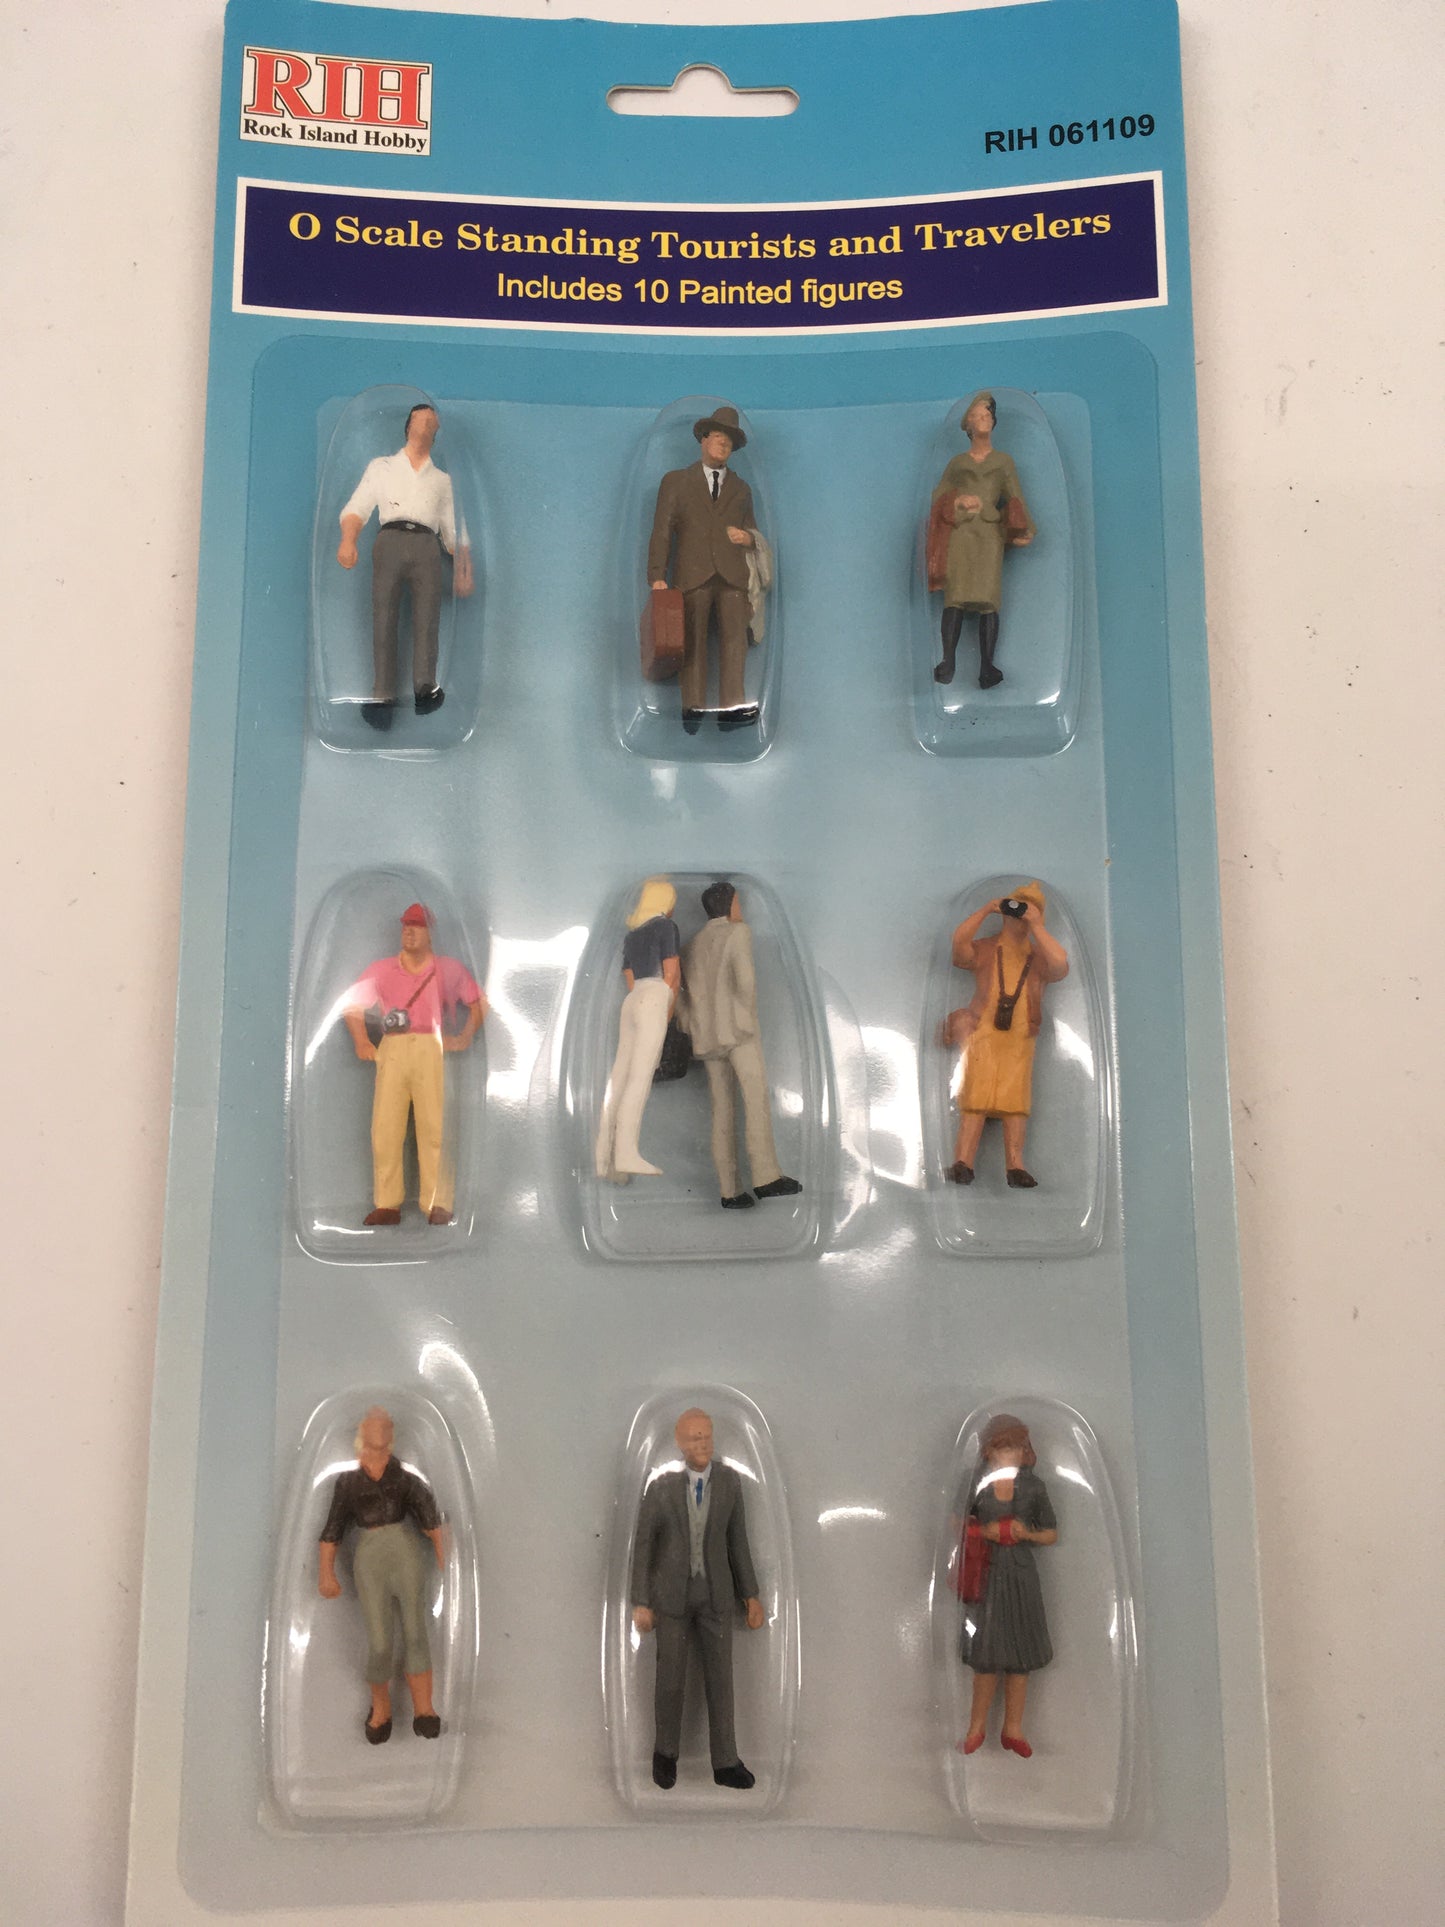 RIH
Rock Island Hobby
RIH 061109
O Scale Standing Tourists and Travelers
Includes 10 Painted figures